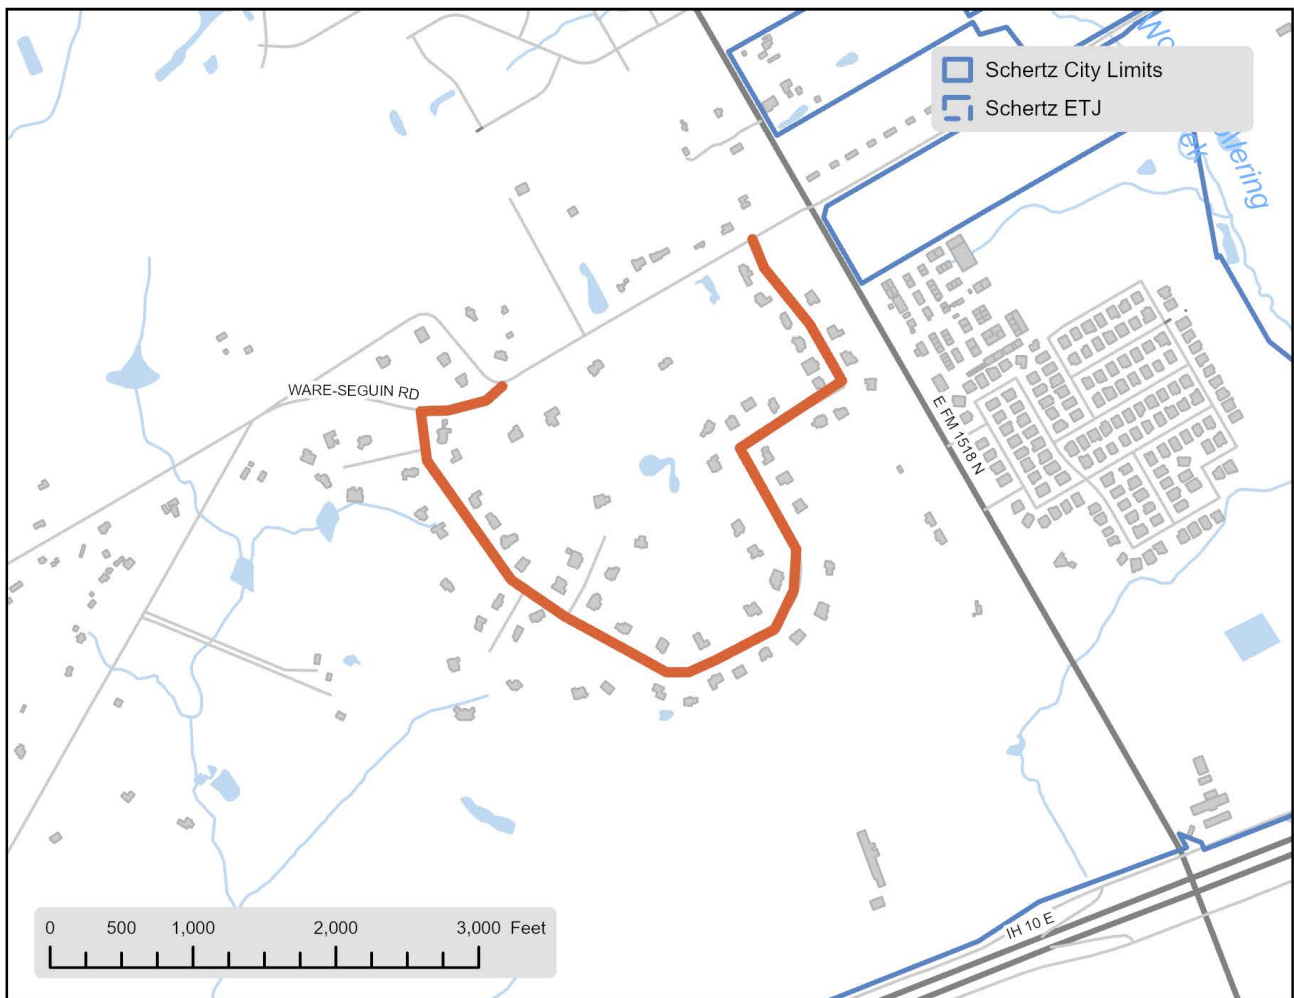 Schertz City Limits
Schertz ETJ
WARE-SEGUIN RD
E FM 1518 N
IH 10 E
0 500 1,000 2,000 3,000 Feet